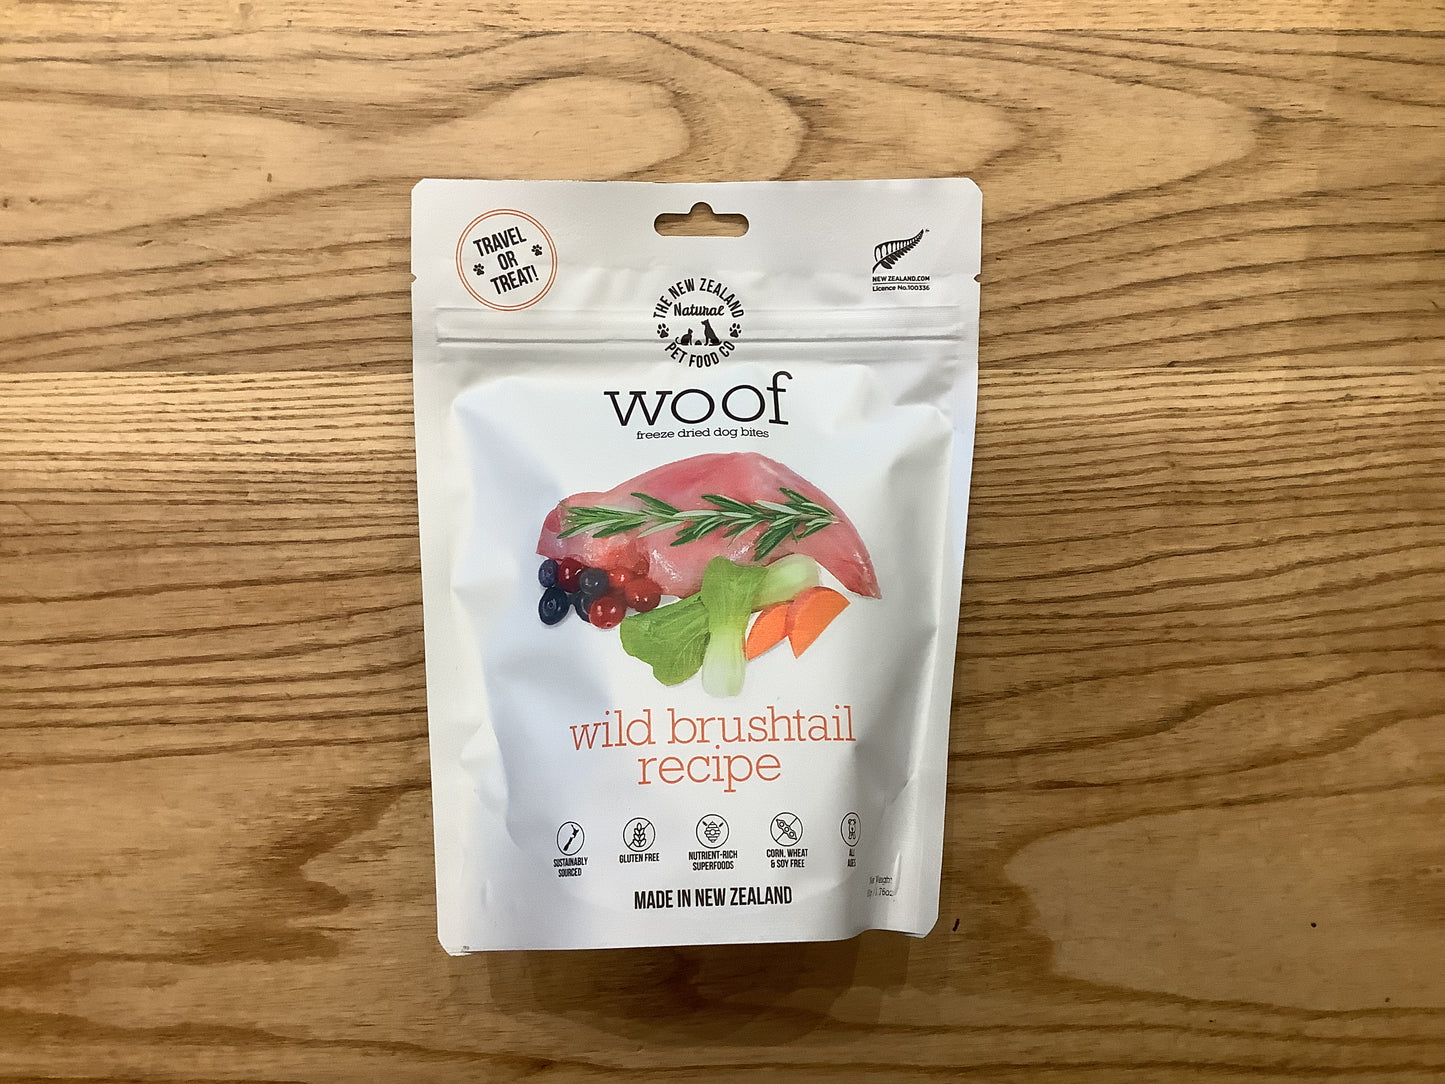 TRAVEL
OR
TREAT!
NEW ZEALAND.COM
Licence No.100336
THE NEW ZEALAND
Natural
PET FOOD CO
woof
freeze dried dog bites
wild brushtail
recipe
SUSTAINABLY
SOURCED
GLUTEN FREE
NUTRIENT-RICH
SUPERFOODS
CORN, WHEAT
& SOY FREE
ALL
AGES
MADE IN NEW ZEALAND